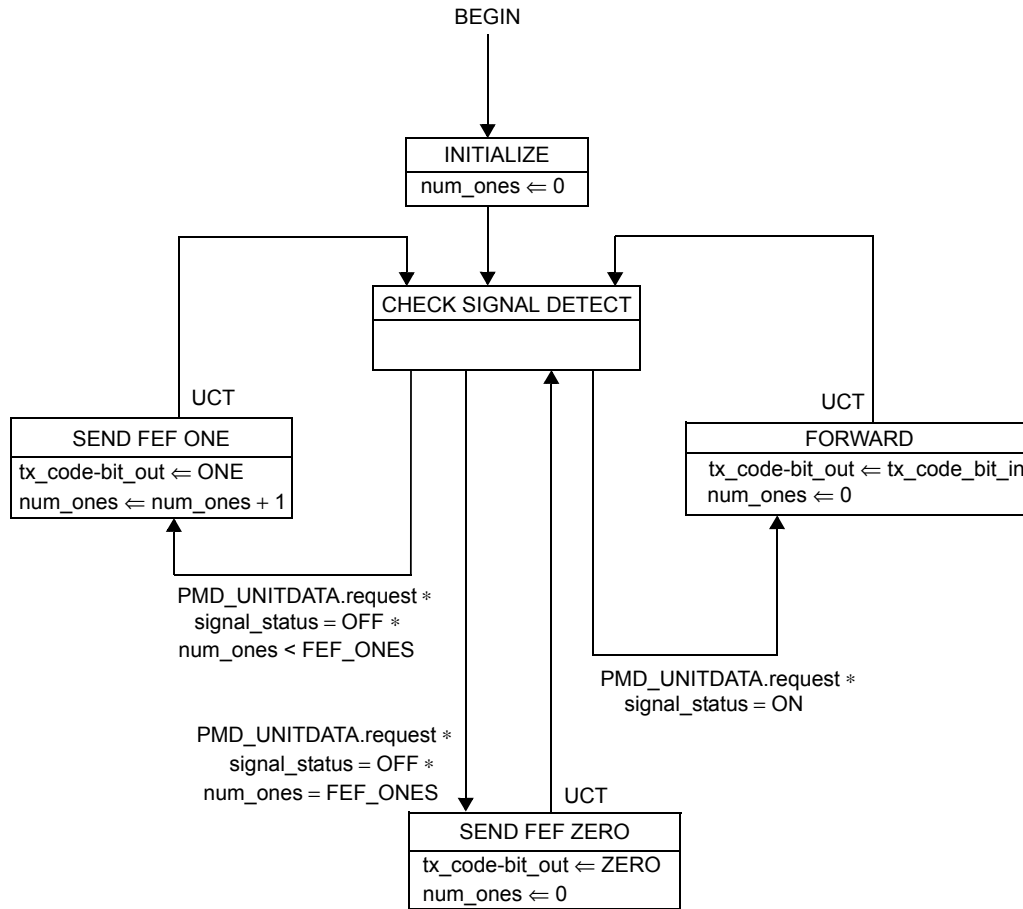 BEGIN
INITIALIZE
num_ones ⇐ 0
CHECK SIGNAL DETECT
UCT
SEND FEF ONE
tx_code-bit_out ⇐ ONE
num_ones ⇐ num_ones + 1
UCT
FORWARD
tx_code-bit_out ⇐ tx_code_bit_in
num_ones ⇐ 0
PMD_UNITDATA.request ∗
signal_status = OFF ∗
num_ones < FEF_ONES
PMD_UNITDATA.request ∗
signal_status = ON
PMD_UNITDATA.request ∗
signal_status = OFF ∗
num_ones = FEF_ONES
UCT
SEND FEF ZERO
tx_code-bit_out ⇐ ZERO
num_ones ⇐ 0